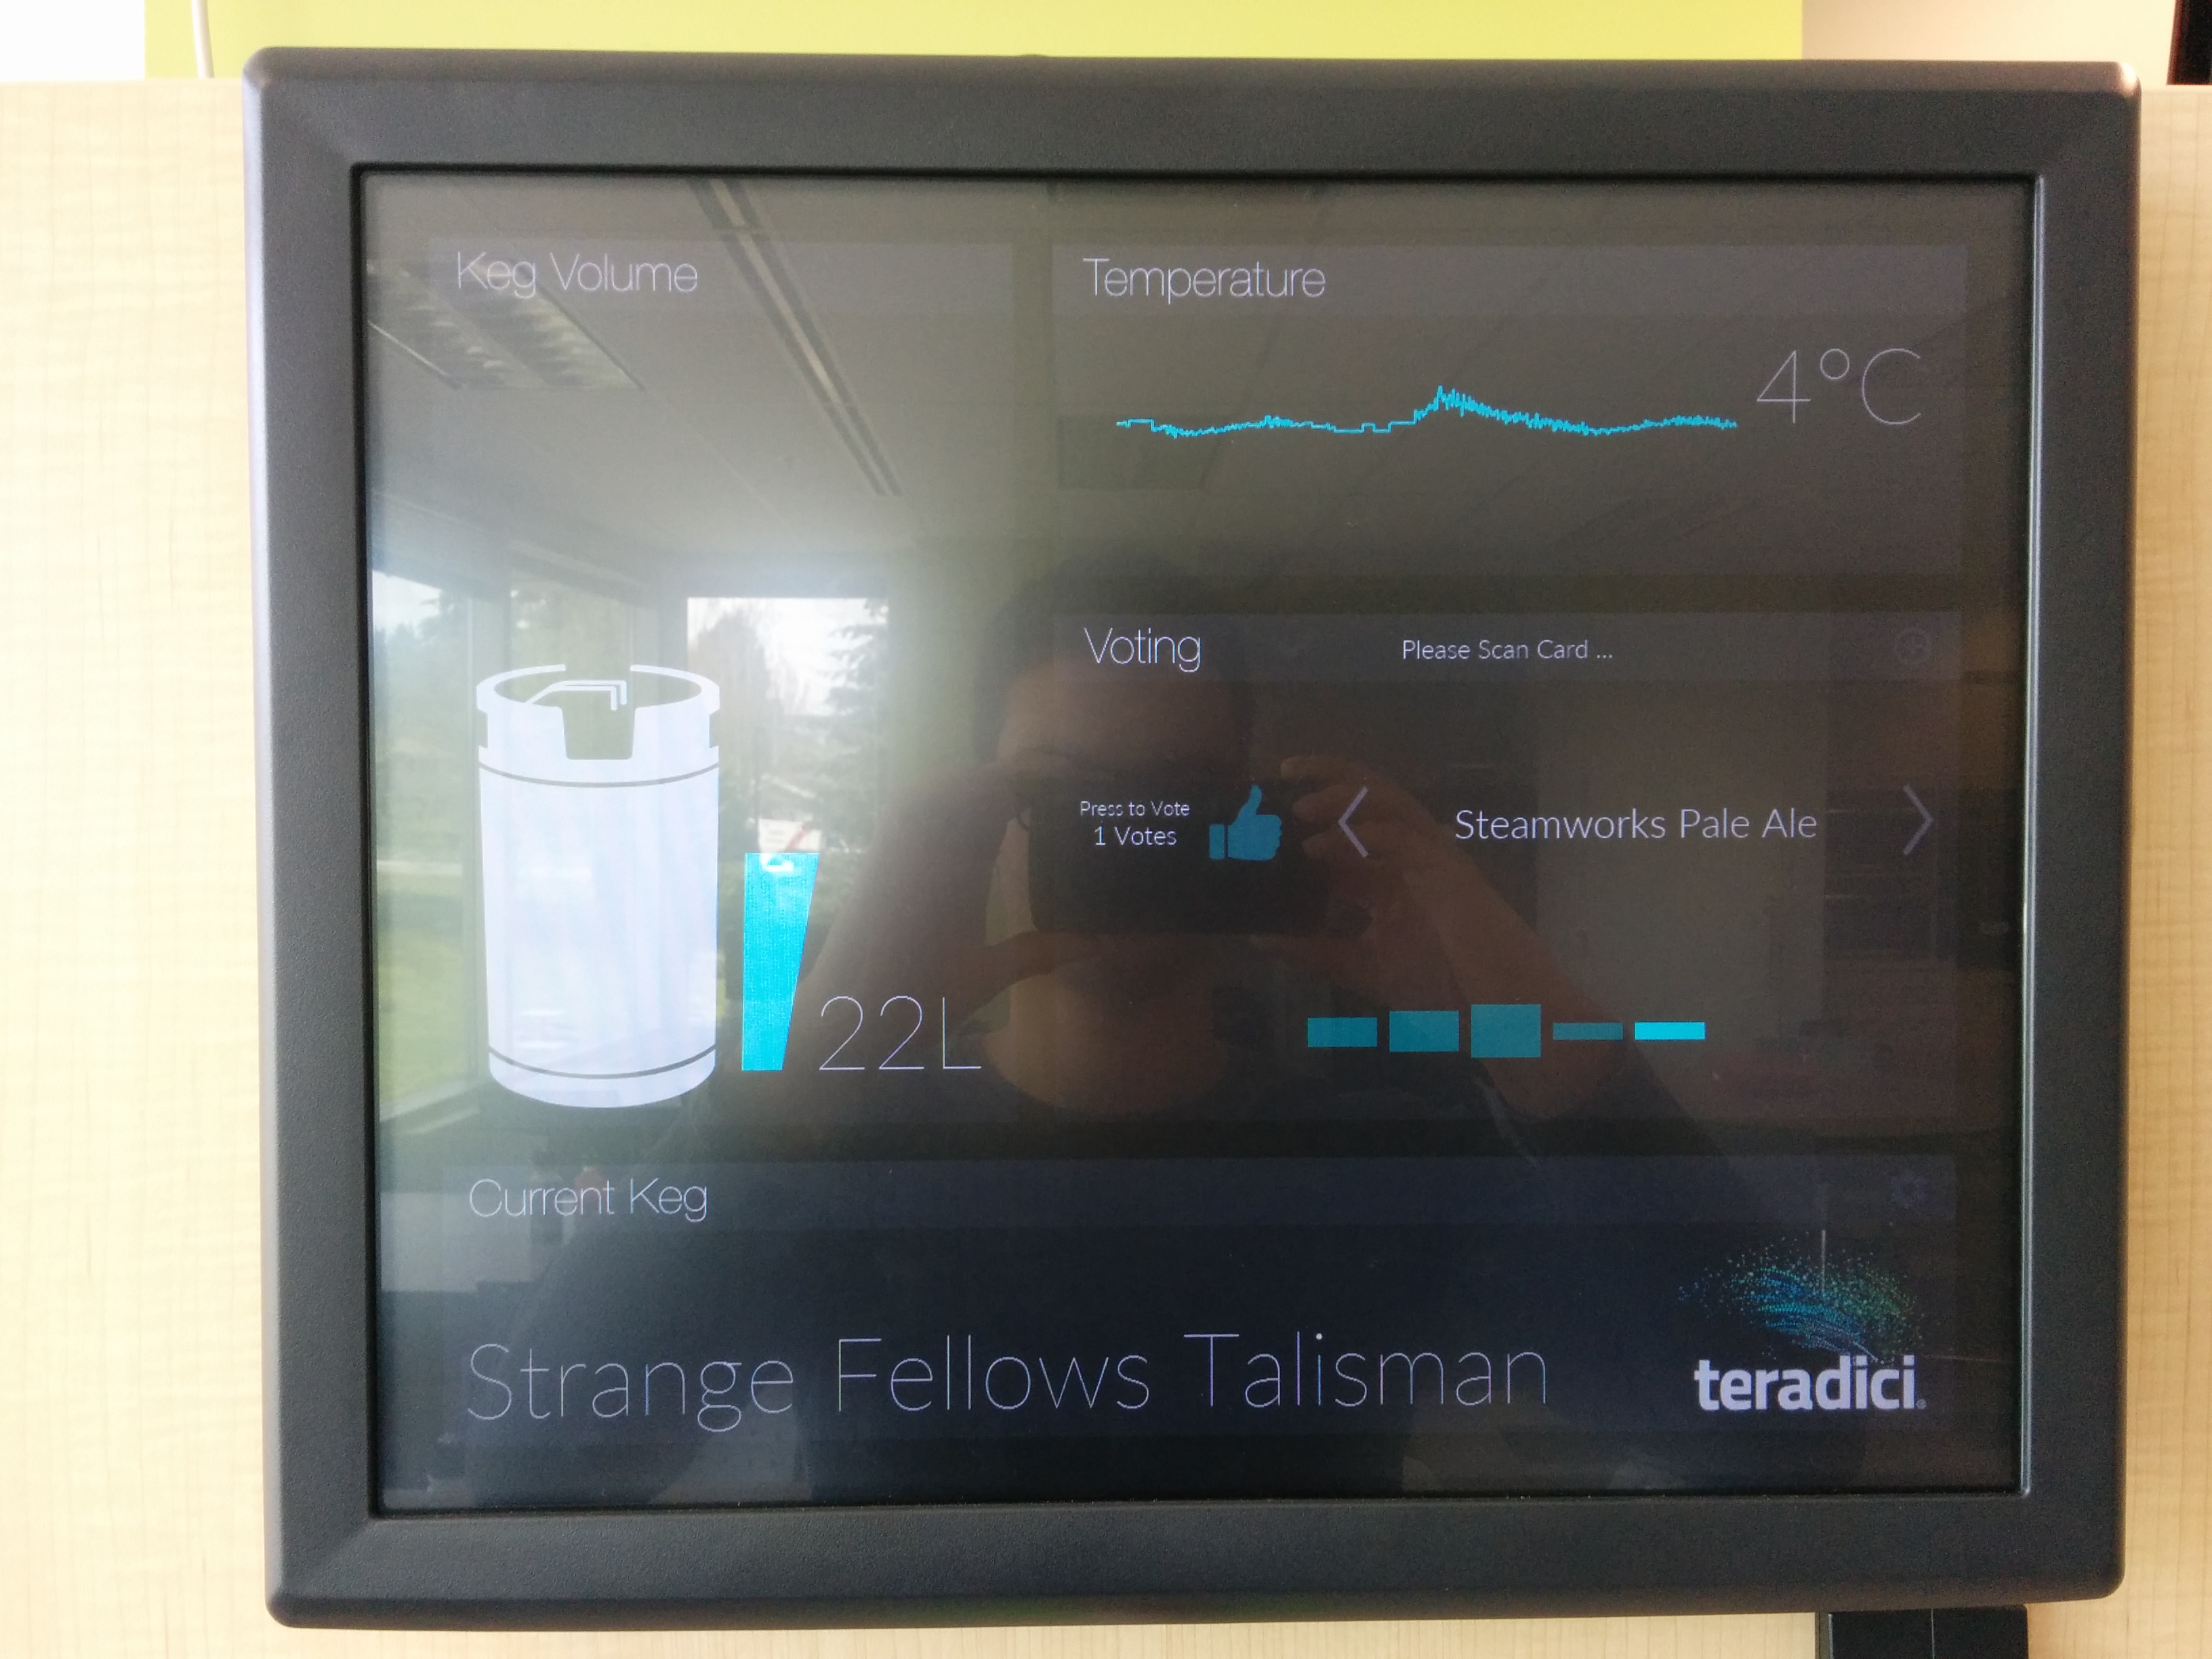 Keg Volume
22L
Temperature
4°C
Voting
Please Scan Card ...
Press to Vote
1 Votes
Steamworks Pale Ale
Current Keg
Strange Fellows Talisman
teradici